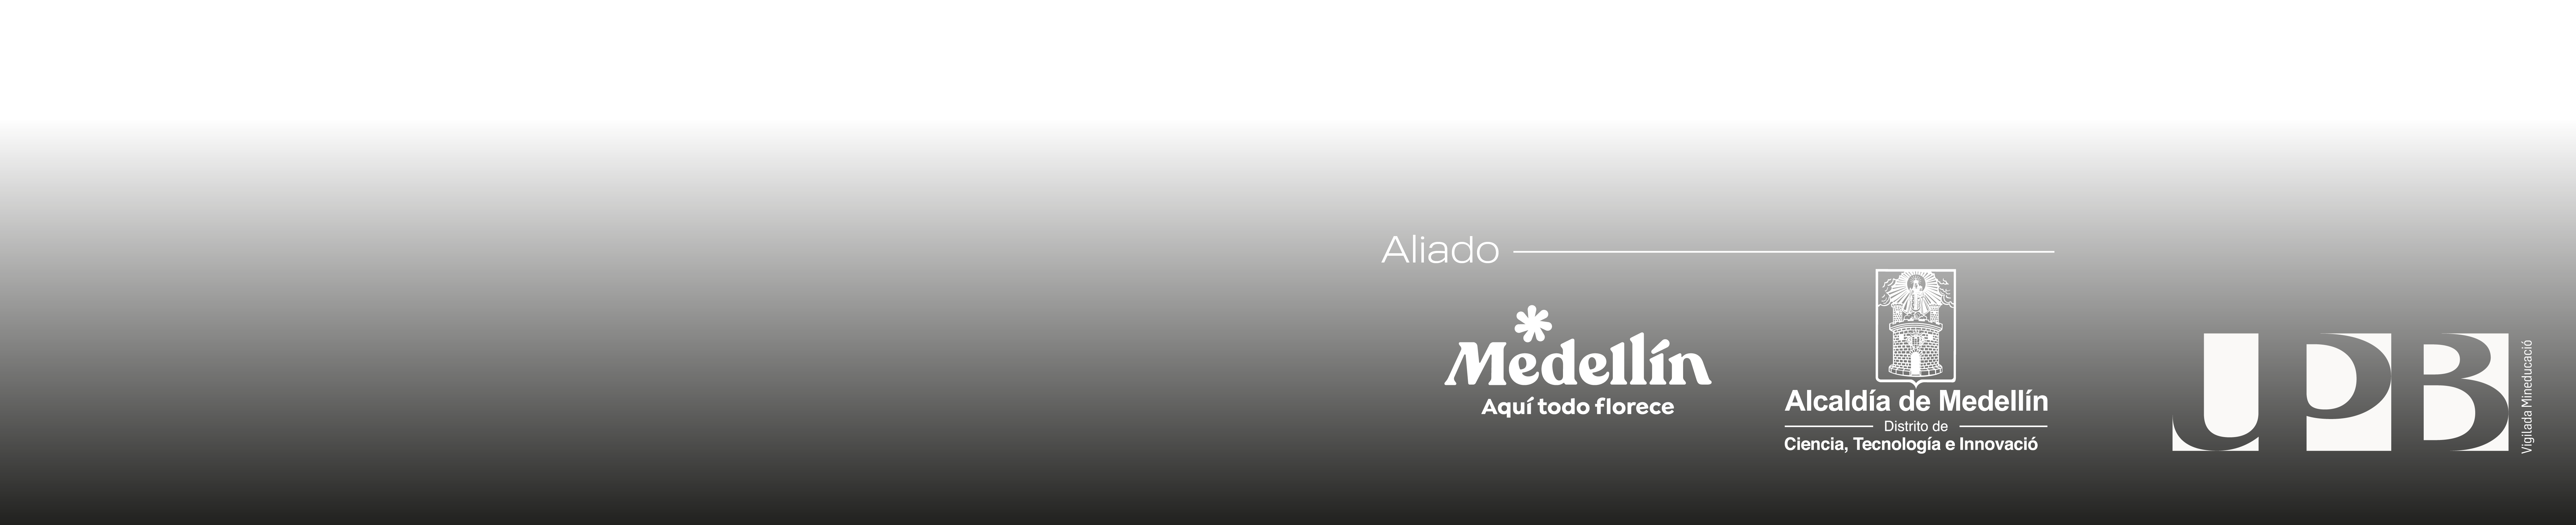 Aliado
Medellín
Aquí todo florece
Alcaldía de Medellín
Distrito de
Ciencia, Tecnología e Innovació
UPB
Vigilada Mineducació